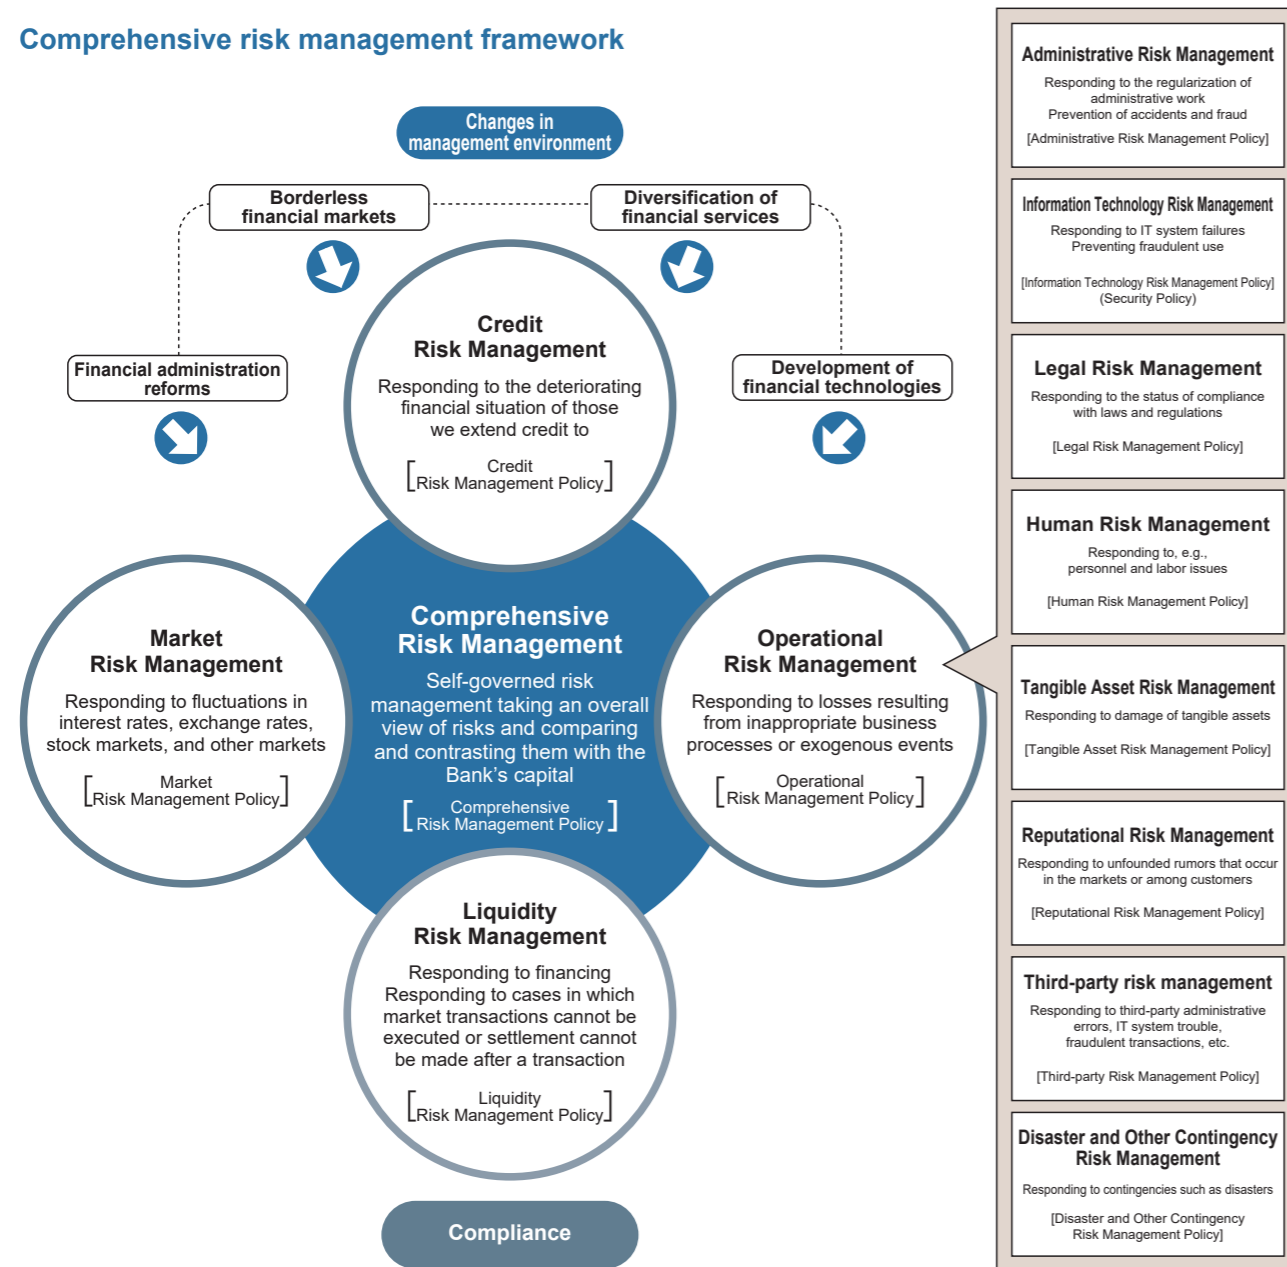 Comprehensive risk management framework
Changes in
management environment
Borderless
financial markets
Diversification of
financial services
Financial administration
reforms
Development of
financial technologies
Credit
Risk Management
Responding to the deteriorating
financial situation of those
we extend credit to
[Credit
Risk Management Policy]
Market
Risk Management
Responding to fluctuations in
interest rates, exchange rates,
stock markets, and other markets
[Market
Risk Management Policy]
Comprehensive
Risk Management
Self-governed risk
management taking an overall
view of risks and comparing
and contrasting them with the
Bank’s capital
[Comprehensive
Risk Management Policy]
Operational
Risk Management
Responding to losses resulting
from inappropriate business
processes or exogenous events
[Operational
Risk Management Policy]
Liquidity
Risk Management
Responding to financing
Responding to cases in which
market transactions cannot be
executed or settlement cannot
be made after a transaction
[Liquidity
Risk Management Policy]
Compliance
Administrative Risk Management
Responding to the regularization of
administrative work
Prevention of accidents and fraud
[Administrative Risk Management Policy]
Information Technology Risk Management
Responding to IT system failures
Preventing fraudulent use
[Information Technology Risk Management Policy]
(Security Policy)
Legal Risk Management
Responding to the status of compliance
with laws and regulations
[Legal Risk Management Policy]
Human Risk Management
Responding to, e.g.,
personnel and labor issues
[Human Risk Management Policy]
Tangible Asset Risk Management
Responding to damage of tangible assets
[Tangible Asset Risk Management Policy]
Reputational Risk Management
Responding to unfounded rumors that occur
in the markets or among customers
[Reputational Risk Management Policy]
Third-party risk management
Responding to third-party administrative
errors, IT system trouble,
fraudulent transactions, etc.
[Third-party Risk Management Policy]
Disaster and Other Contingency
Risk Management
Responding to contingencies such as disasters
[Disaster and Other Contingency
Risk Management Policy]